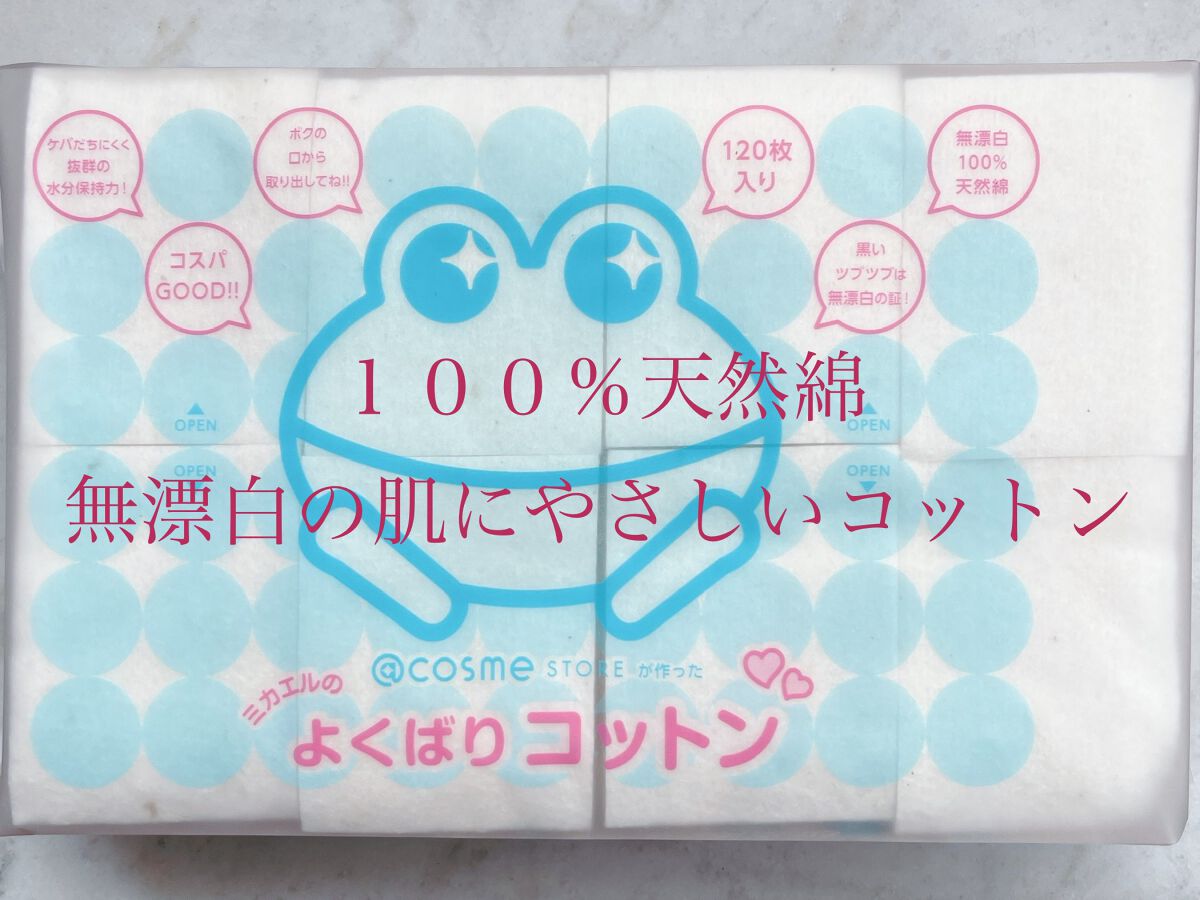 ケバだちにくく
抜群の
水分保持力!
ボクの
口から
取り出してね!!
120枚
入り
無漂白
100%
天然綿
コスパ
GOOD!!
黒い
ツブツブは
無漂白の証!
１００%天然綿
OPEN
OPEN
OPEN
OPEN
無漂白の肌にやさしいコットン
@cosme STORE が作った
ミカエルの
よくばりコットン